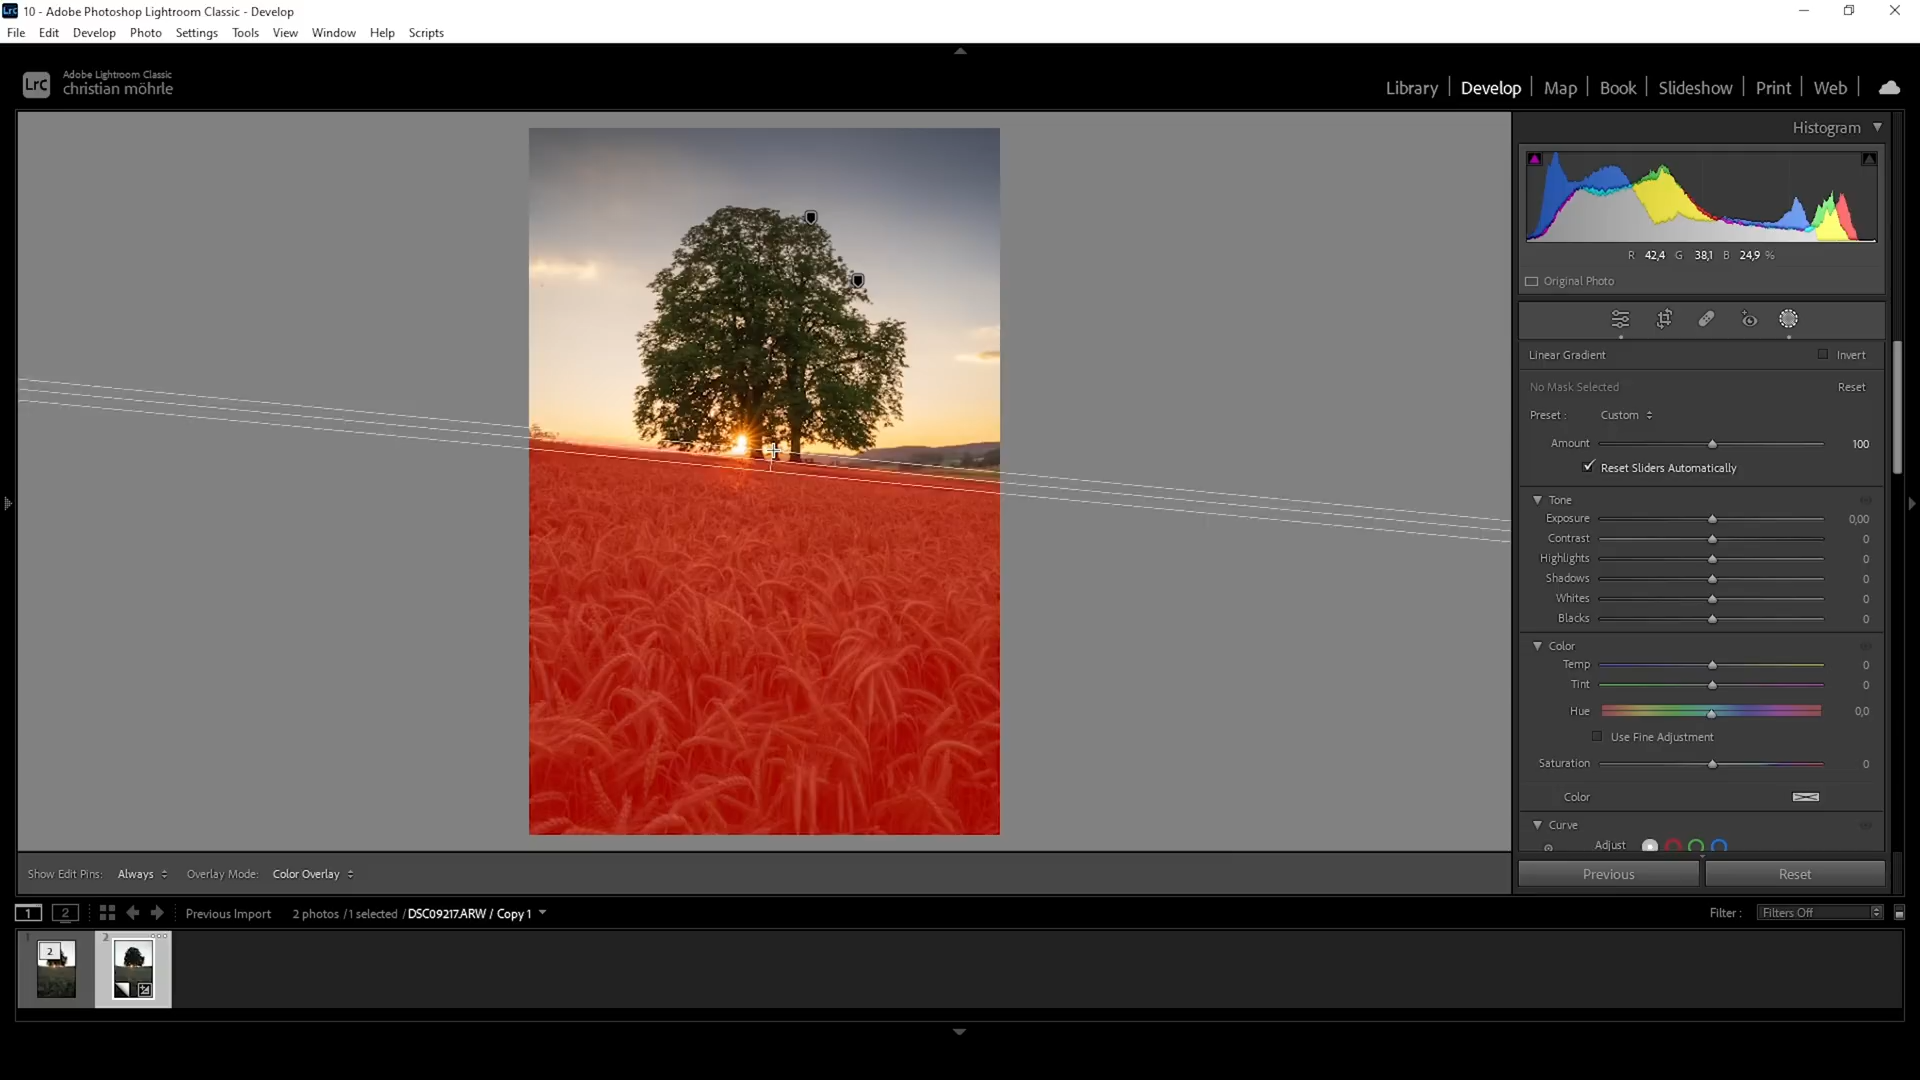 10 - Adobe Photoshop Lightroom Classic - Develop
File Edit Develop Photo Settings Tools View Window Help Scripts
LrC
Adobe Lightroom Classic
christian möhrle
Library Develop Map Book Slideshow Print Web
Histogram
R 42,4 G 38,1 B 24,9 %
Original Photo
Linear Gradient Invert
No Mask Selected Reset
Preset : Custom
Amount 100
Reset Sliders Automatically
Tone
Exposure 0,00
Contrast 0
Highlights 0
Shadows 0
Whites 0
Blacks 0
Color
Temp 0
Tint 0
Hue 0,0
Use Fine Adjustment
Saturation 0
Color
Curve
Adjust
Show Edit Pins: Always Overlay Mode: Color Overlay
Previous Reset
1 2 Previous Import 2 photos / 1 selected / DSC09217.ARW / Copy 1
Filter : Filters Off
1 2
2